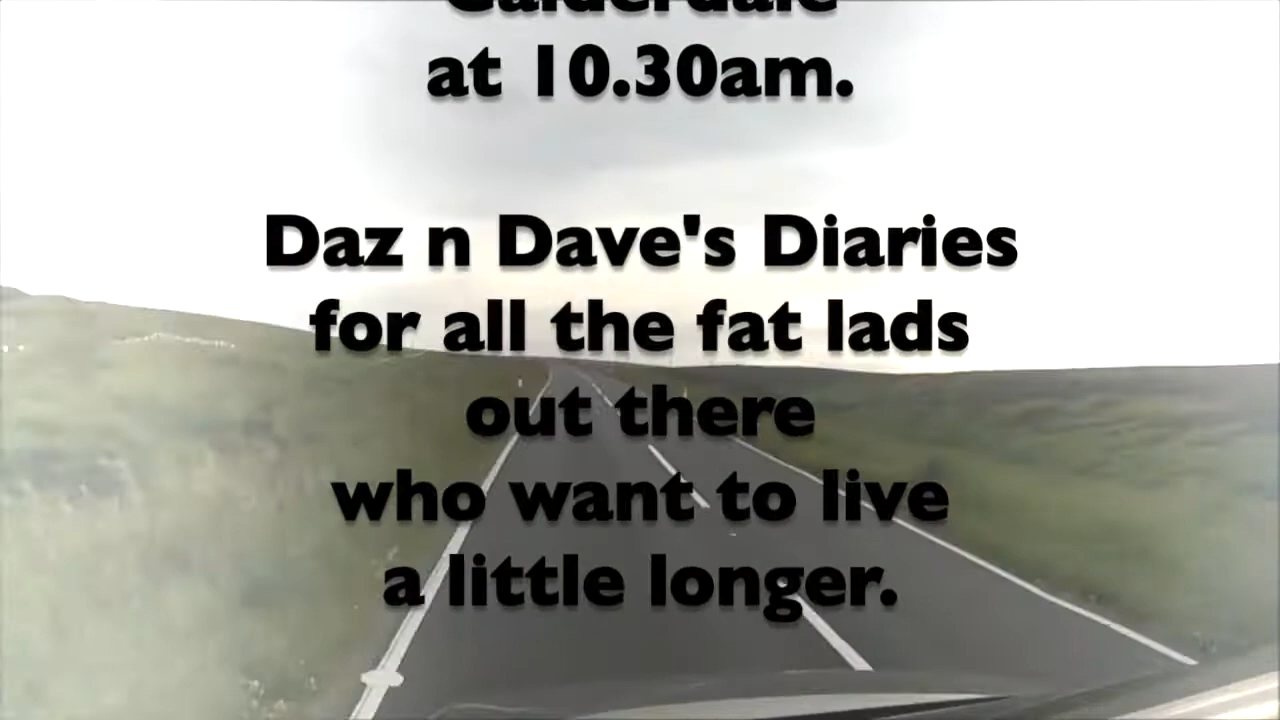 Calderdale
at 10.30am.
Daz n Dave's Diaries
for all the fat lads
out there
who want to live
a little longer.